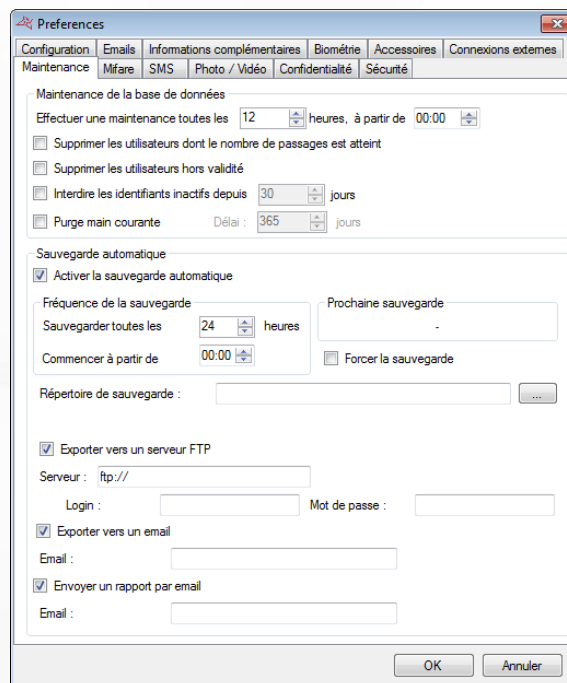 Preferences
Configuration Emails Informations complémentaires Biométrie Accessoires Connexions externes
Maintenance Mifare SMS Photo / Vidéo Confidentialité Sécurité
Maintenance de la base de données
Effectuer une maintenance toutes les 12 heures, à partir de 00:00
Supprimer les utilisateurs dont le nombre de passages est atteint
Supprimer les utilisateurs hors validité
Interdire les identifiants inactifs depuis 30 jours
Purge main courante Délai : 365 jours
Sauvegarde automatique
Activer la sauvegarde automatique
Fréquence de la sauvegarde Prochaine sauvegarde
Sauvegarder toutes les 24 heures -
Commencer à partir de 00:00 Forcer la sauvegarde
Répertoire de sauvegarde : ...
Exporter vers un serveur FTP
Serveur : ftp://
Login : Mot de passe :
Exporter vers un email
Email :
Envoyer un rapport par email
Email :
OK Annuler